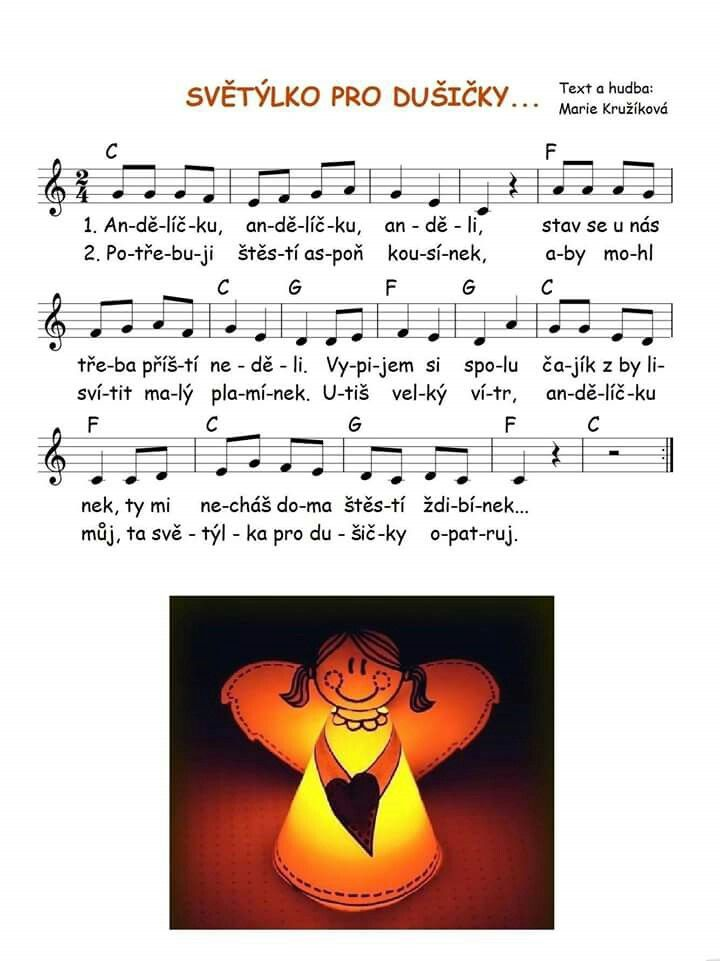 SVĚTÝLKO PRO DUŠIČKY...
Text a hudba:
Marie Kružíková
C F
2
4
1. An-dě-líč-ku, an-dě-líč-ku, an - dě - li, stav se u nás
2. Po-tře-bu-ji štěs-tí as-poň kou-sí-nek, a-by mo-hl
C G F G C
tře-ba příš-tí ne - dě - li. Vy-pi-jem si spo-lu ča-jík z by li-
sví-tit ma-lý pla-mí-nek. U-tiš vel-ký ví-tr, an-dě-líč-ku
F C G F C
nek, ty mi ne-cháš do-ma štěs-tí ždi-bí-nek...
můj, ta svě - týl - ka pro du - šič-ky o-pat-ruj.